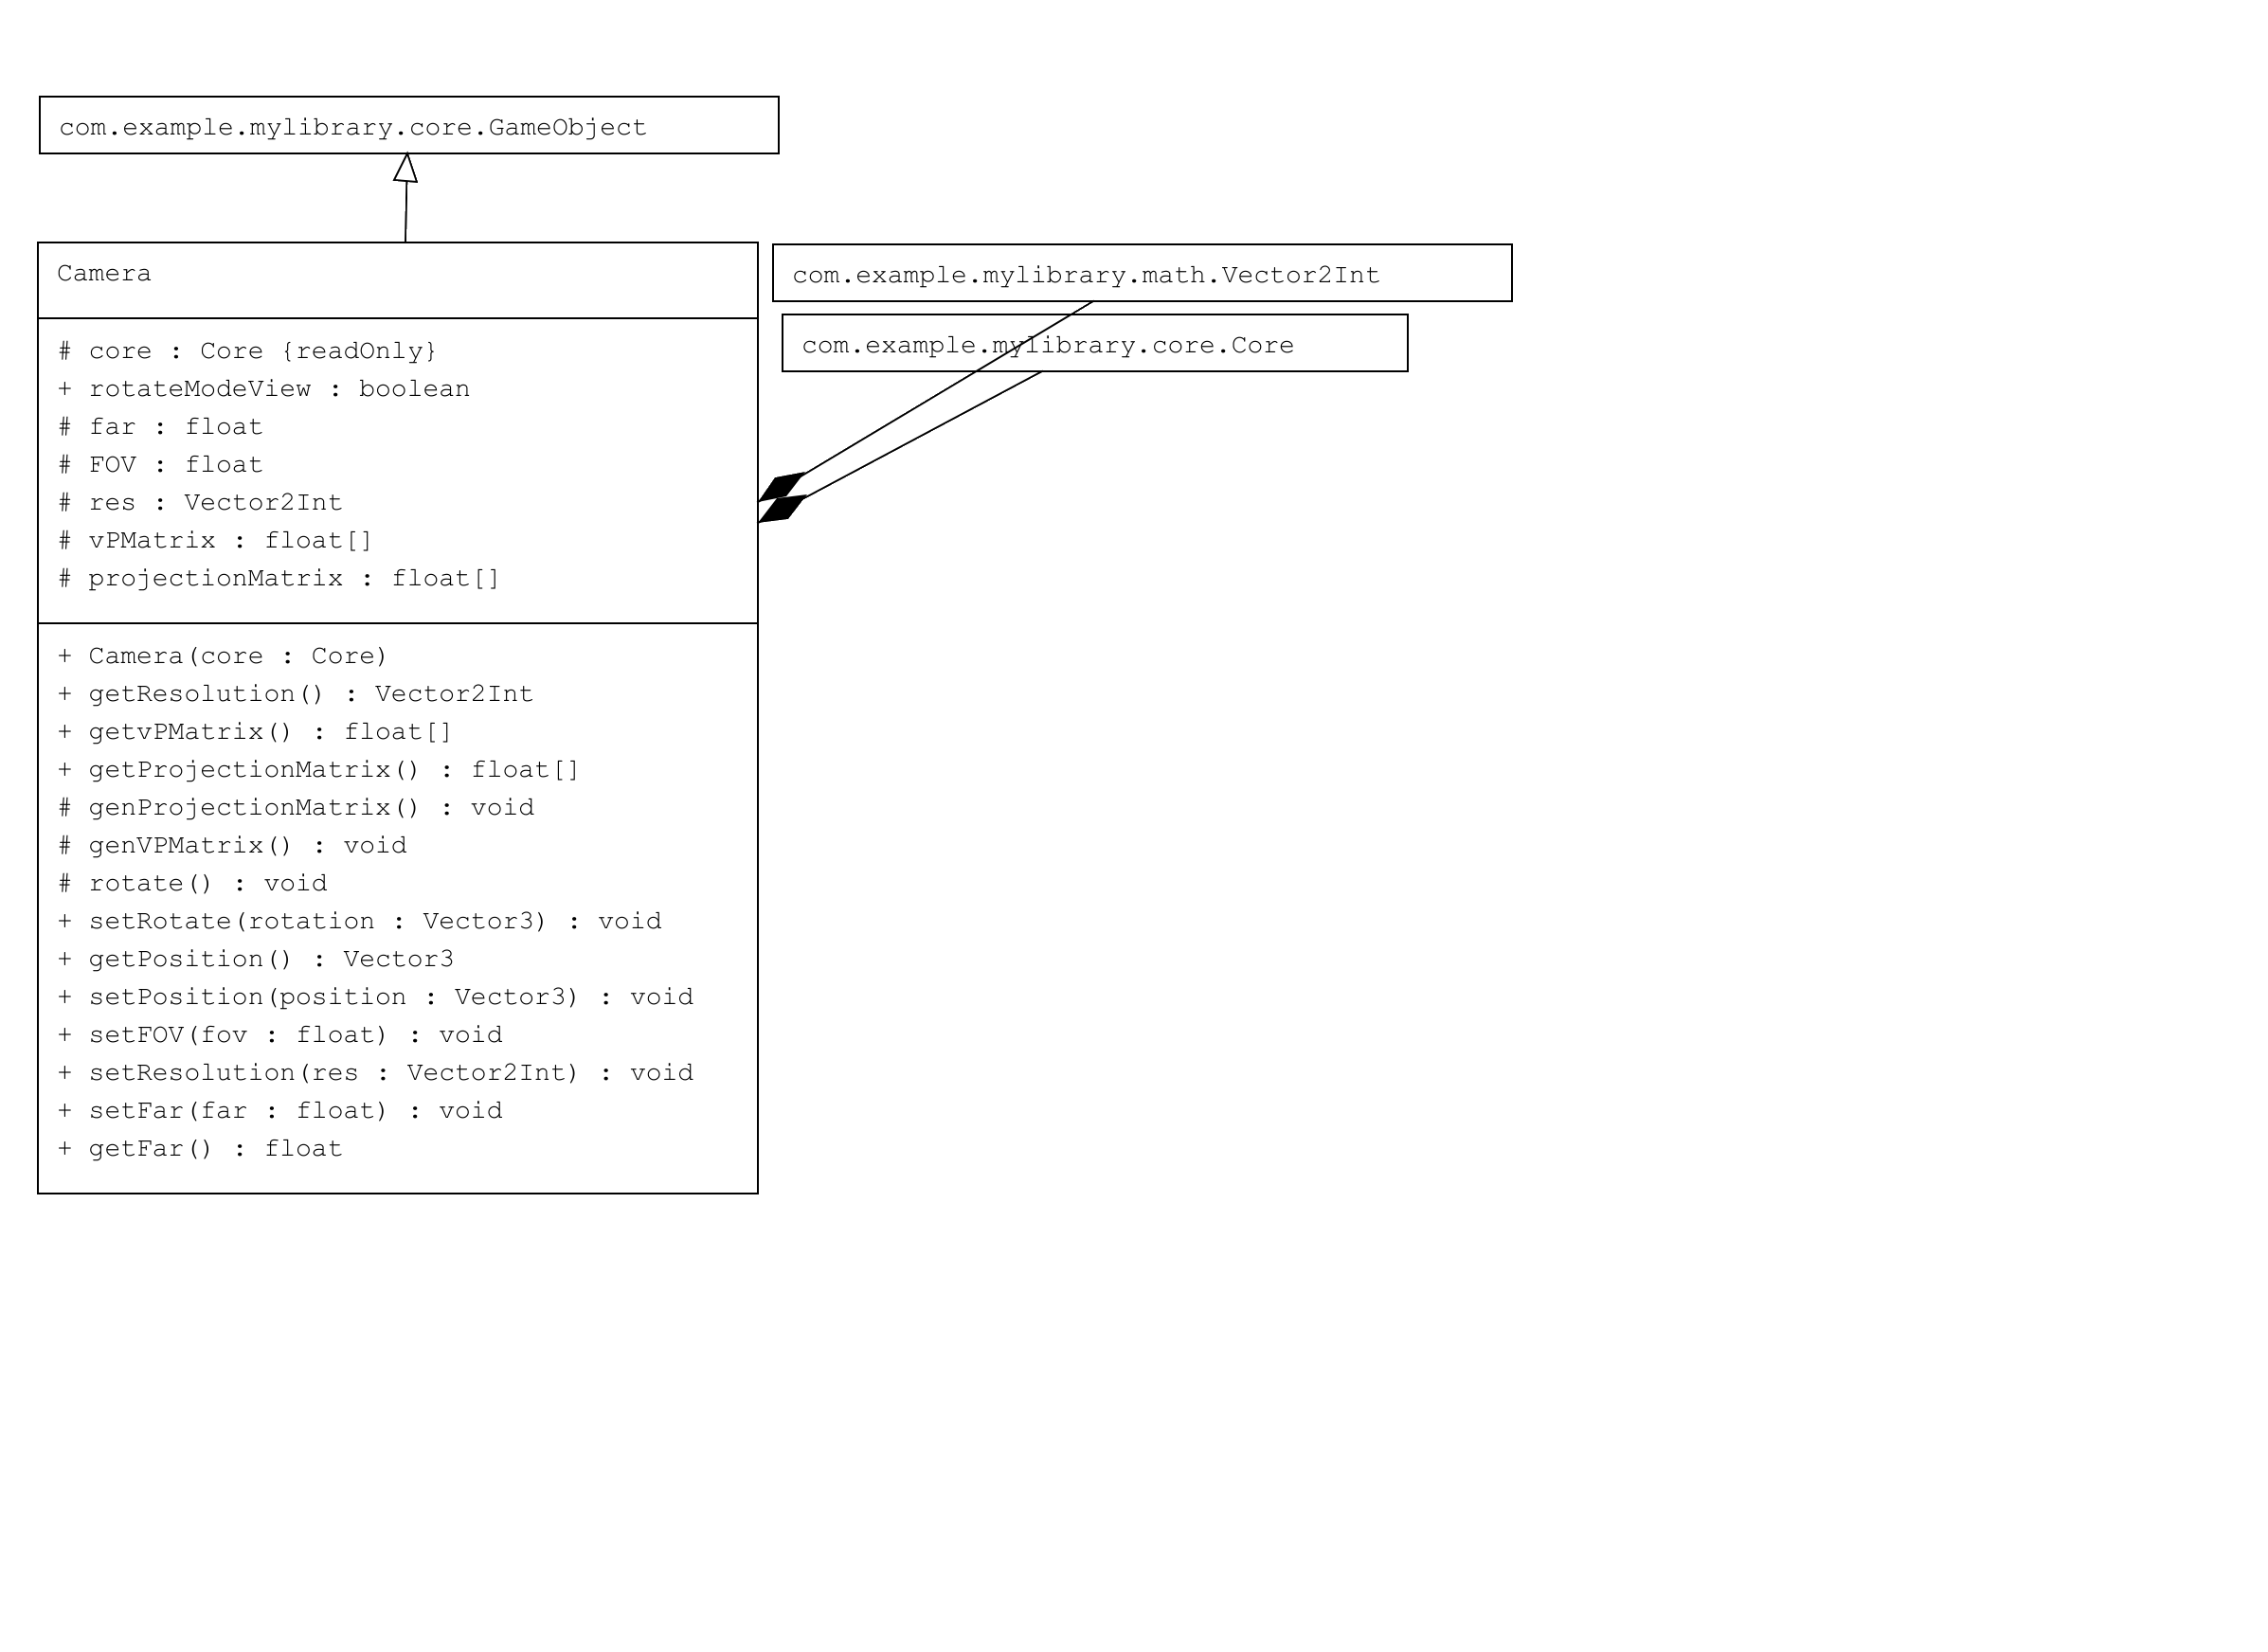 com.example.mylibrary.core.GameObject
Camera
# core : Core {readOnly}
+ rotateModeView : boolean
# far : float
# FOV : float
# res : Vector2Int
# vPMatrix : float[]
# projectionMatrix : float[]
+ Camera(core : Core)
+ getResolution() : Vector2Int
+ getvPMatrix() : float[]
+ getProjectionMatrix() : float[]
# genProjectionMatrix() : void
# genVPMatrix() : void
# rotate() : void
+ setRotate(rotation : Vector3) : void
+ getPosition() : Vector3
+ setPosition(position : Vector3) : void
+ setFOV(fov : float) : void
+ setResolution(res : Vector2Int) : void
+ setFar(far : float) : void
+ getFar() : float
com.example.mylibrary.math.Vector2Int
com.example.mylibrary.core.Core